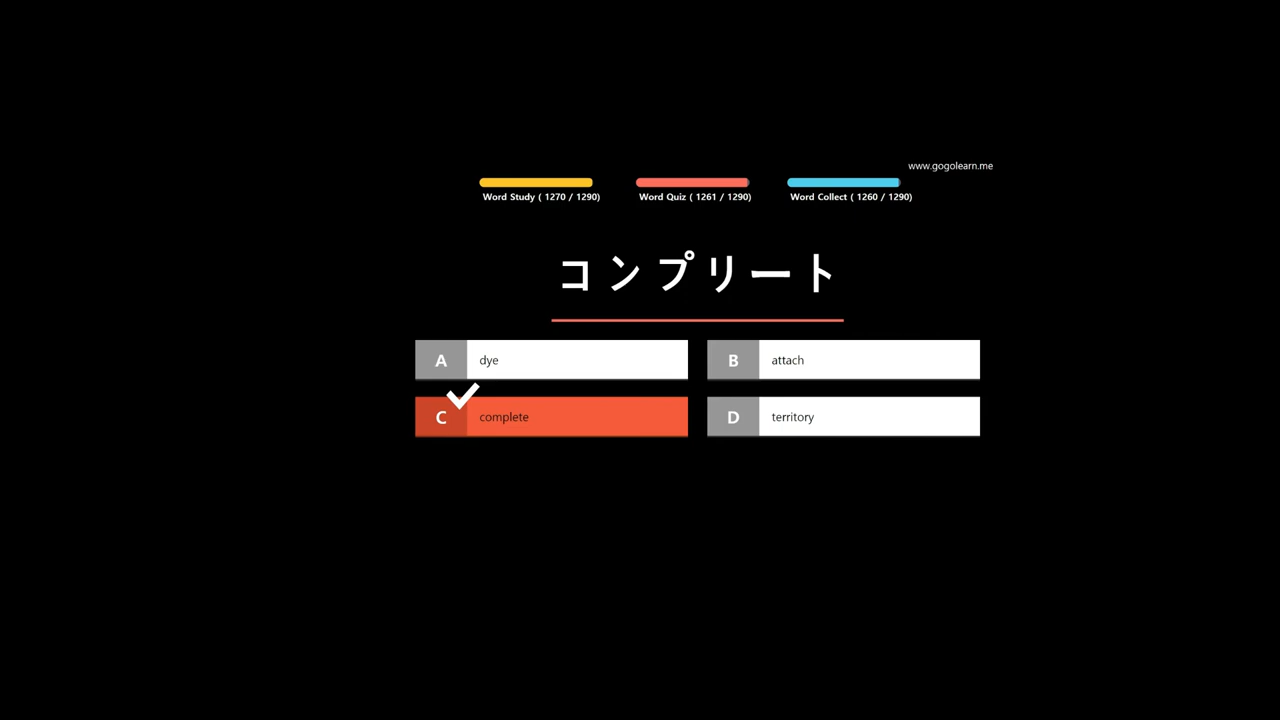 www.gogolearn.me
Word Study ( 1270 / 1290) Word Quiz ( 1261 / 1290) Word Collect ( 1260 / 1290)
コンプリート
A dye
B attach
C complete
D territory